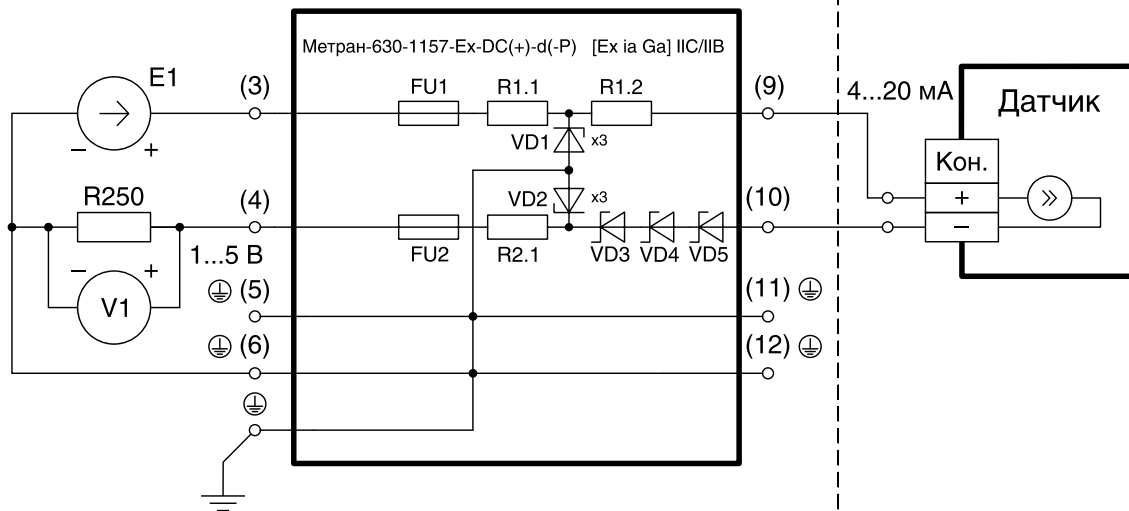 Метран-630-1157-Ex-DC(+)-d(-P) [Ex ia Ga] IIC/IIB
E1
(3)
FU1
R1.1
R1.2
(9)
4...20 мА
Датчик
- +
VD1
x3
Кон.
R250
(4)
VD2
x3
(10)
+
»
1...5 В
FU2
R2.1
VD3
VD4
VD5
−
- +
V1
(5)
(11)
(6)
(12)